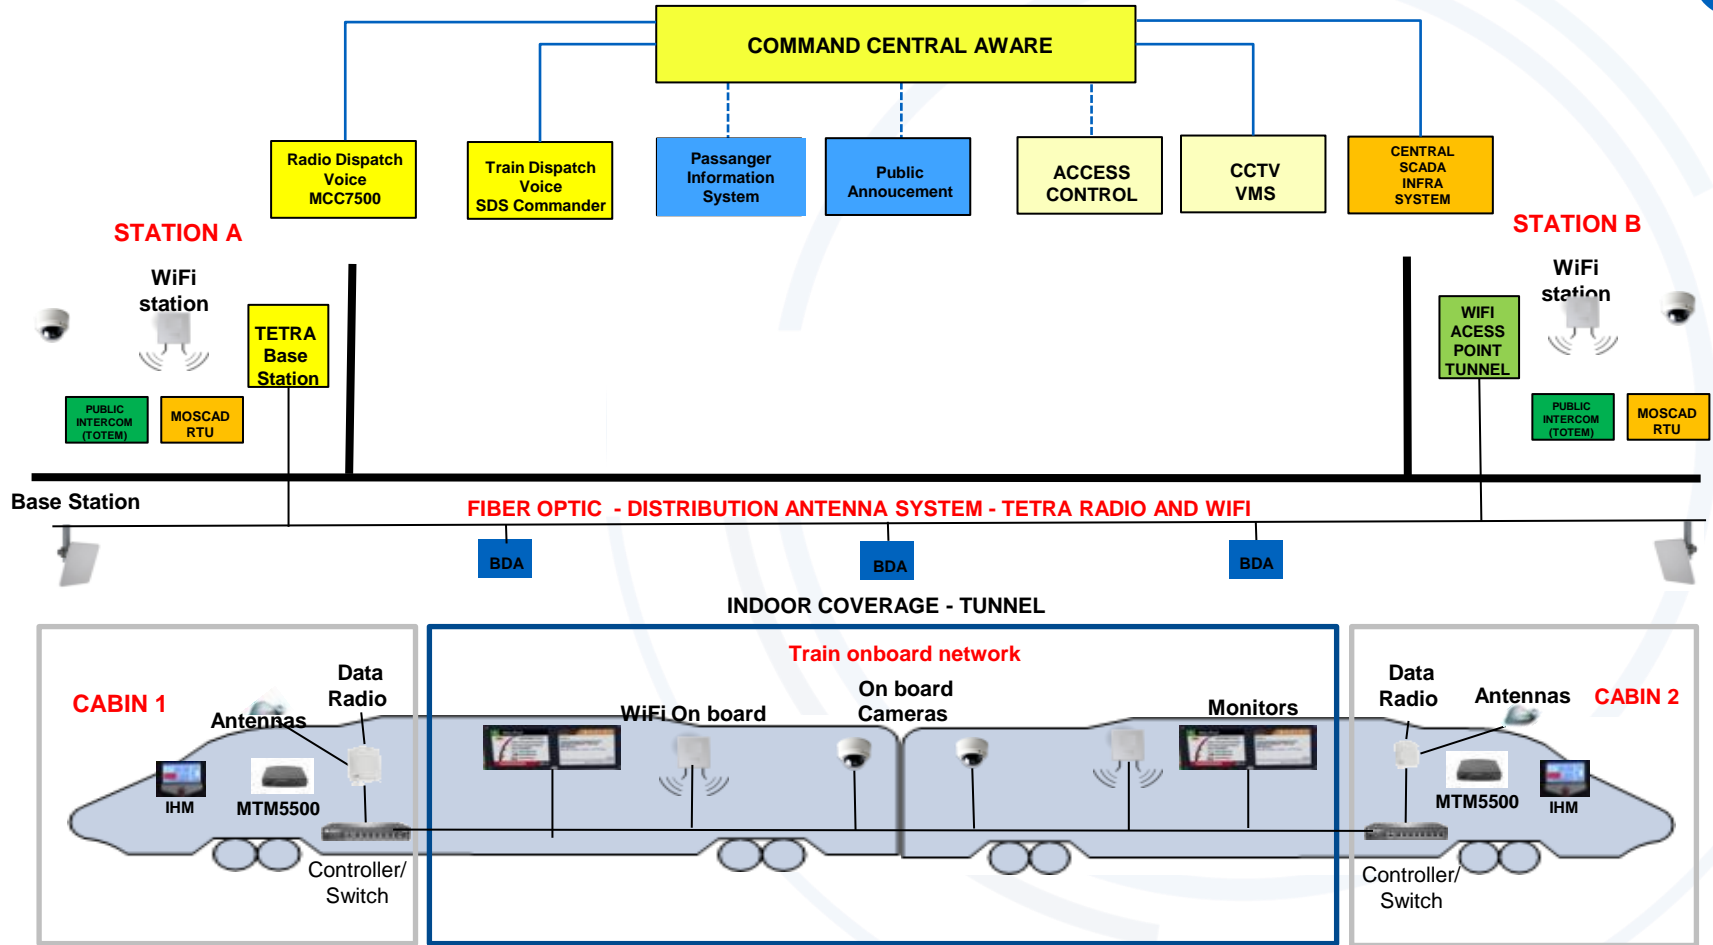 COMMAND CENTRAL AWARE
Radio Dispatch
Voice
MCC7500
Train Dispatch
Voice
SDS Commander
Passanger
Information
System
Public
Annoucement
ACCESS
CONTROL
CCTV
VMS
CENTRAL
SCADA
INFRA
SYSTEM
STATION A
STATION B
WiFi
station
TETRA
Base
Station
PUBLIC
INTERCOM
(TOTEM)
MOSCAD
RTU
WIFI
ACESS
POINT
TUNNEL
WiFi
station
PUBLIC
INTERCOM
(TOTEM)
MOSCAD
RTU
Base Station
FIBER OPTIC - DISTRIBUTION ANTENNA SYSTEM - TETRA RADIO AND WIFI
BDA
BDA
BDA
INDOOR COVERAGE - TUNNEL
CABIN 1
Antennas
Data
Radio
IHM
MTM5500
Controller/
Switch
Train onboard network
WiFi On board
On board
Cameras
Monitors
Data
Radio
Antennas
CABIN 2
MTM5500
IHM
Controller/
Switch